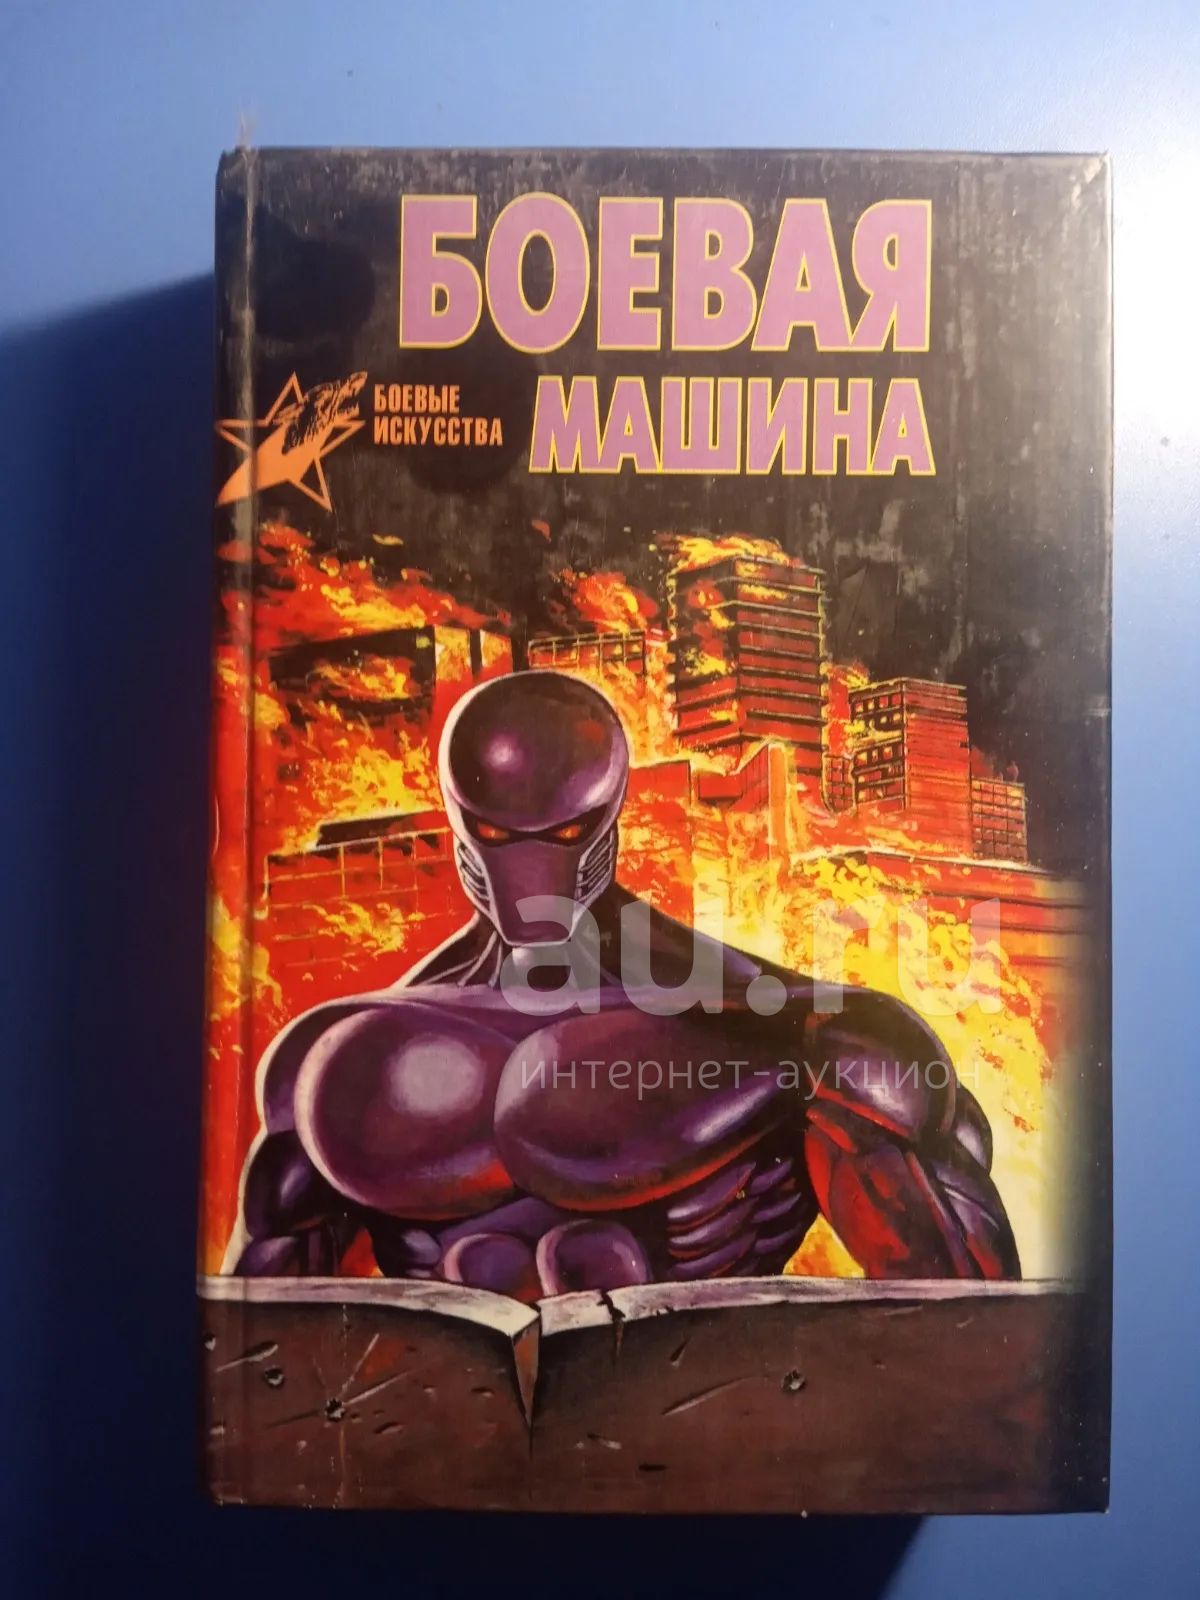 БОЕВАЯ
МАШИНА
БОЕВЫЕ
ИСКУССТВА
au.ru
интернет-аукцион